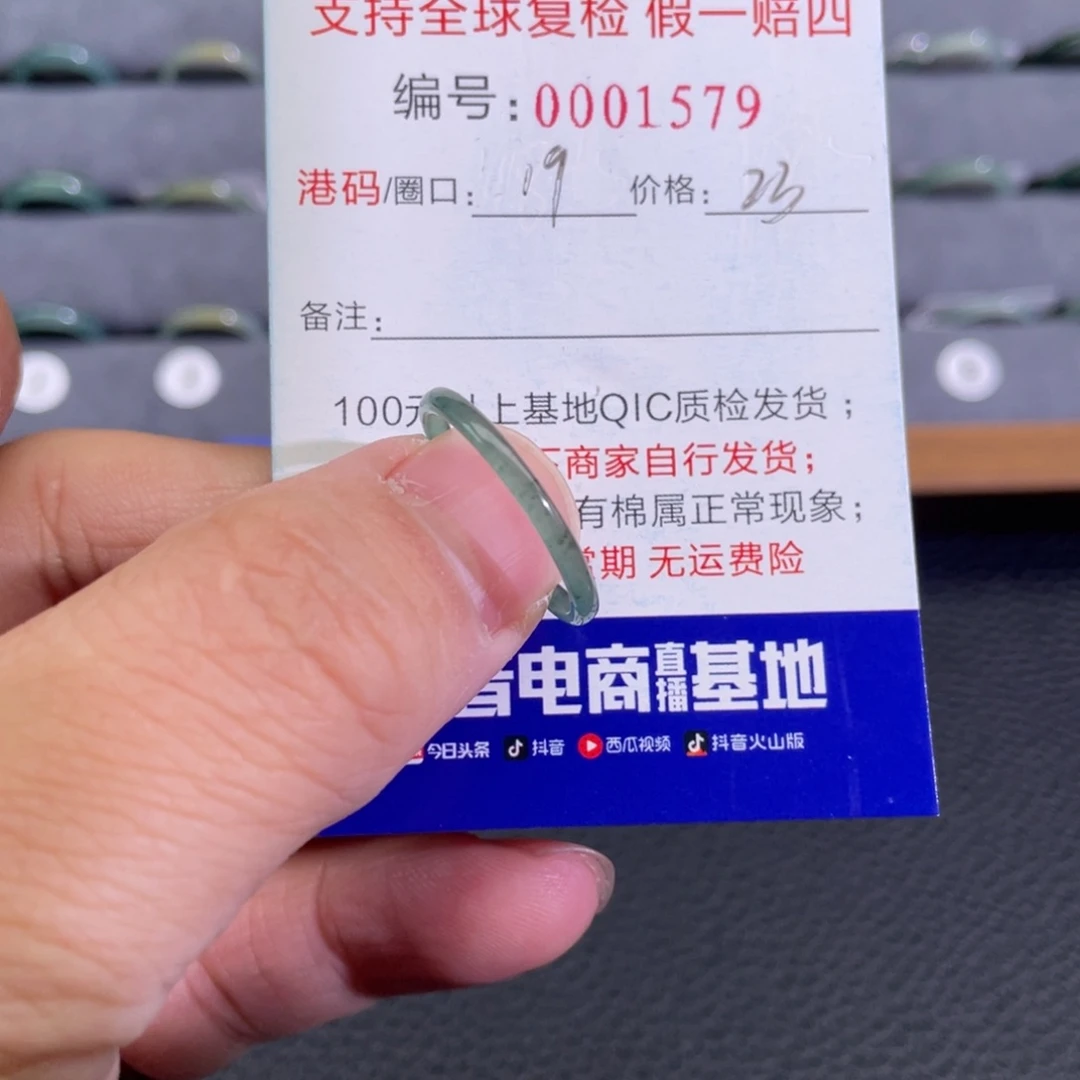 支持全球复检 假一赔四
编号:0001579
港码/圈口: 19 价格: 23
备注:
100元 上基地QIC质检发货;
商家自行发货;
有棉属正常现象;
期 无运费险
音电商直播基地
今日头条 抖音 西瓜视频 抖音火山版